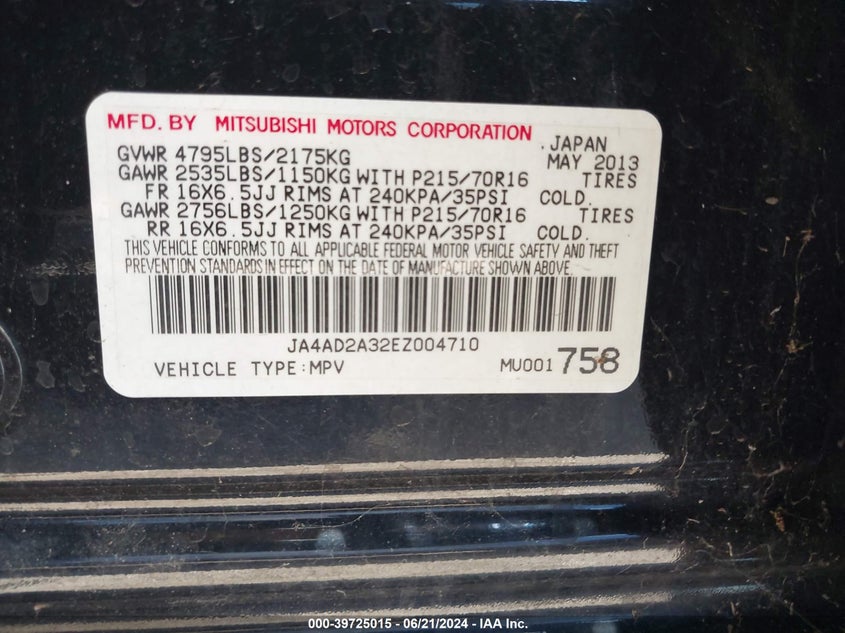 MFD. BY MITSUBISHI MOTORS CORPORATION JAPAN
GVWR 4795LBS/2175KG MAY 2013
GAWR 2535LBS/1150KG WITH P215/70R16 TIRES
FR 16X6.5JJ RIMS AT 240KPA/35PSI COLD.
GAWR 2756LBS/1250KG WITH P215/70R16 TIRES
RR 16X6.5JJ RIMS AT 240KPA/35PSI COLD.
THIS VEHICLE CONFORMS TO ALL APPLICABLE FEDERAL MOTOR VEHICLE SAFETY AND THEFT
PREVENTION STANDARDS IN EFFECT ON THE DATE OF MANUFACTURE SHOWN ABOVE.
JA4AD2A32EZ004710
VEHICLE TYPE:MPV MU001 758
000-39725015 - 06/21/2024 - IAA Inc.